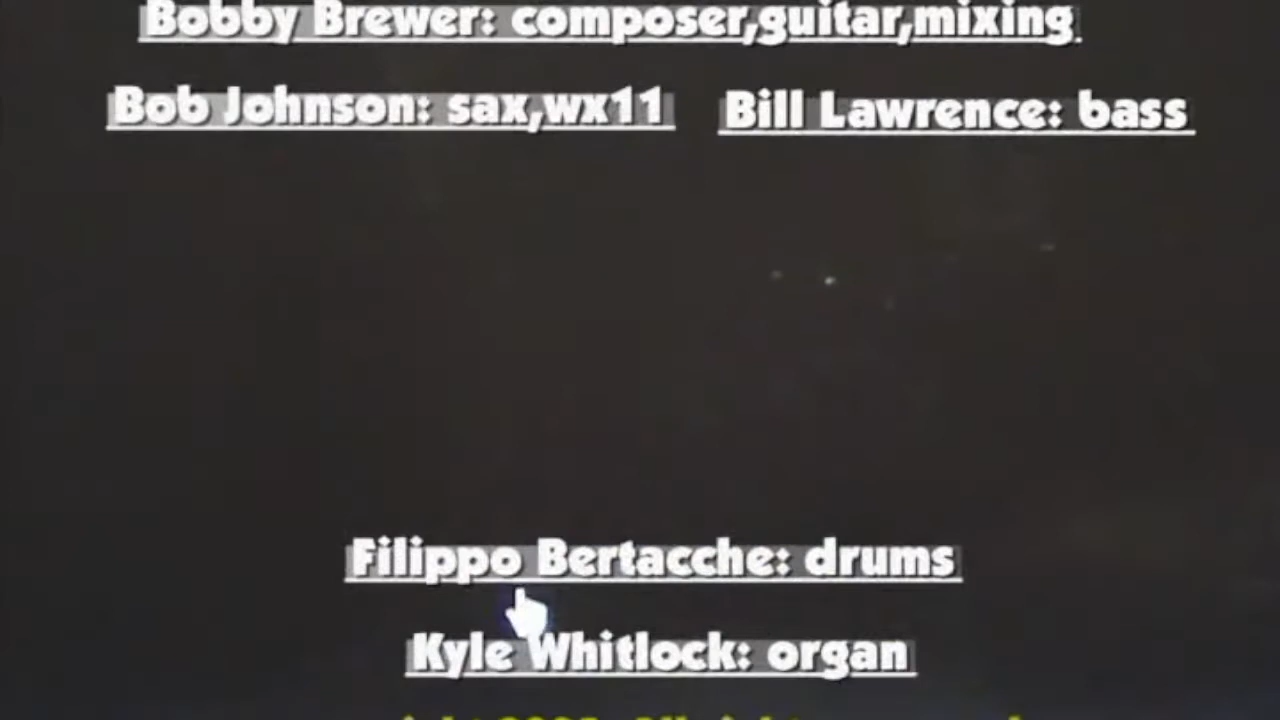 Bobby Brewer: composer,guitar,mixing
Bob Johnson: sax,wx11 Bill Lawrence: bass
Filippo Bertacche: drums
Kyle Whitlock: organ